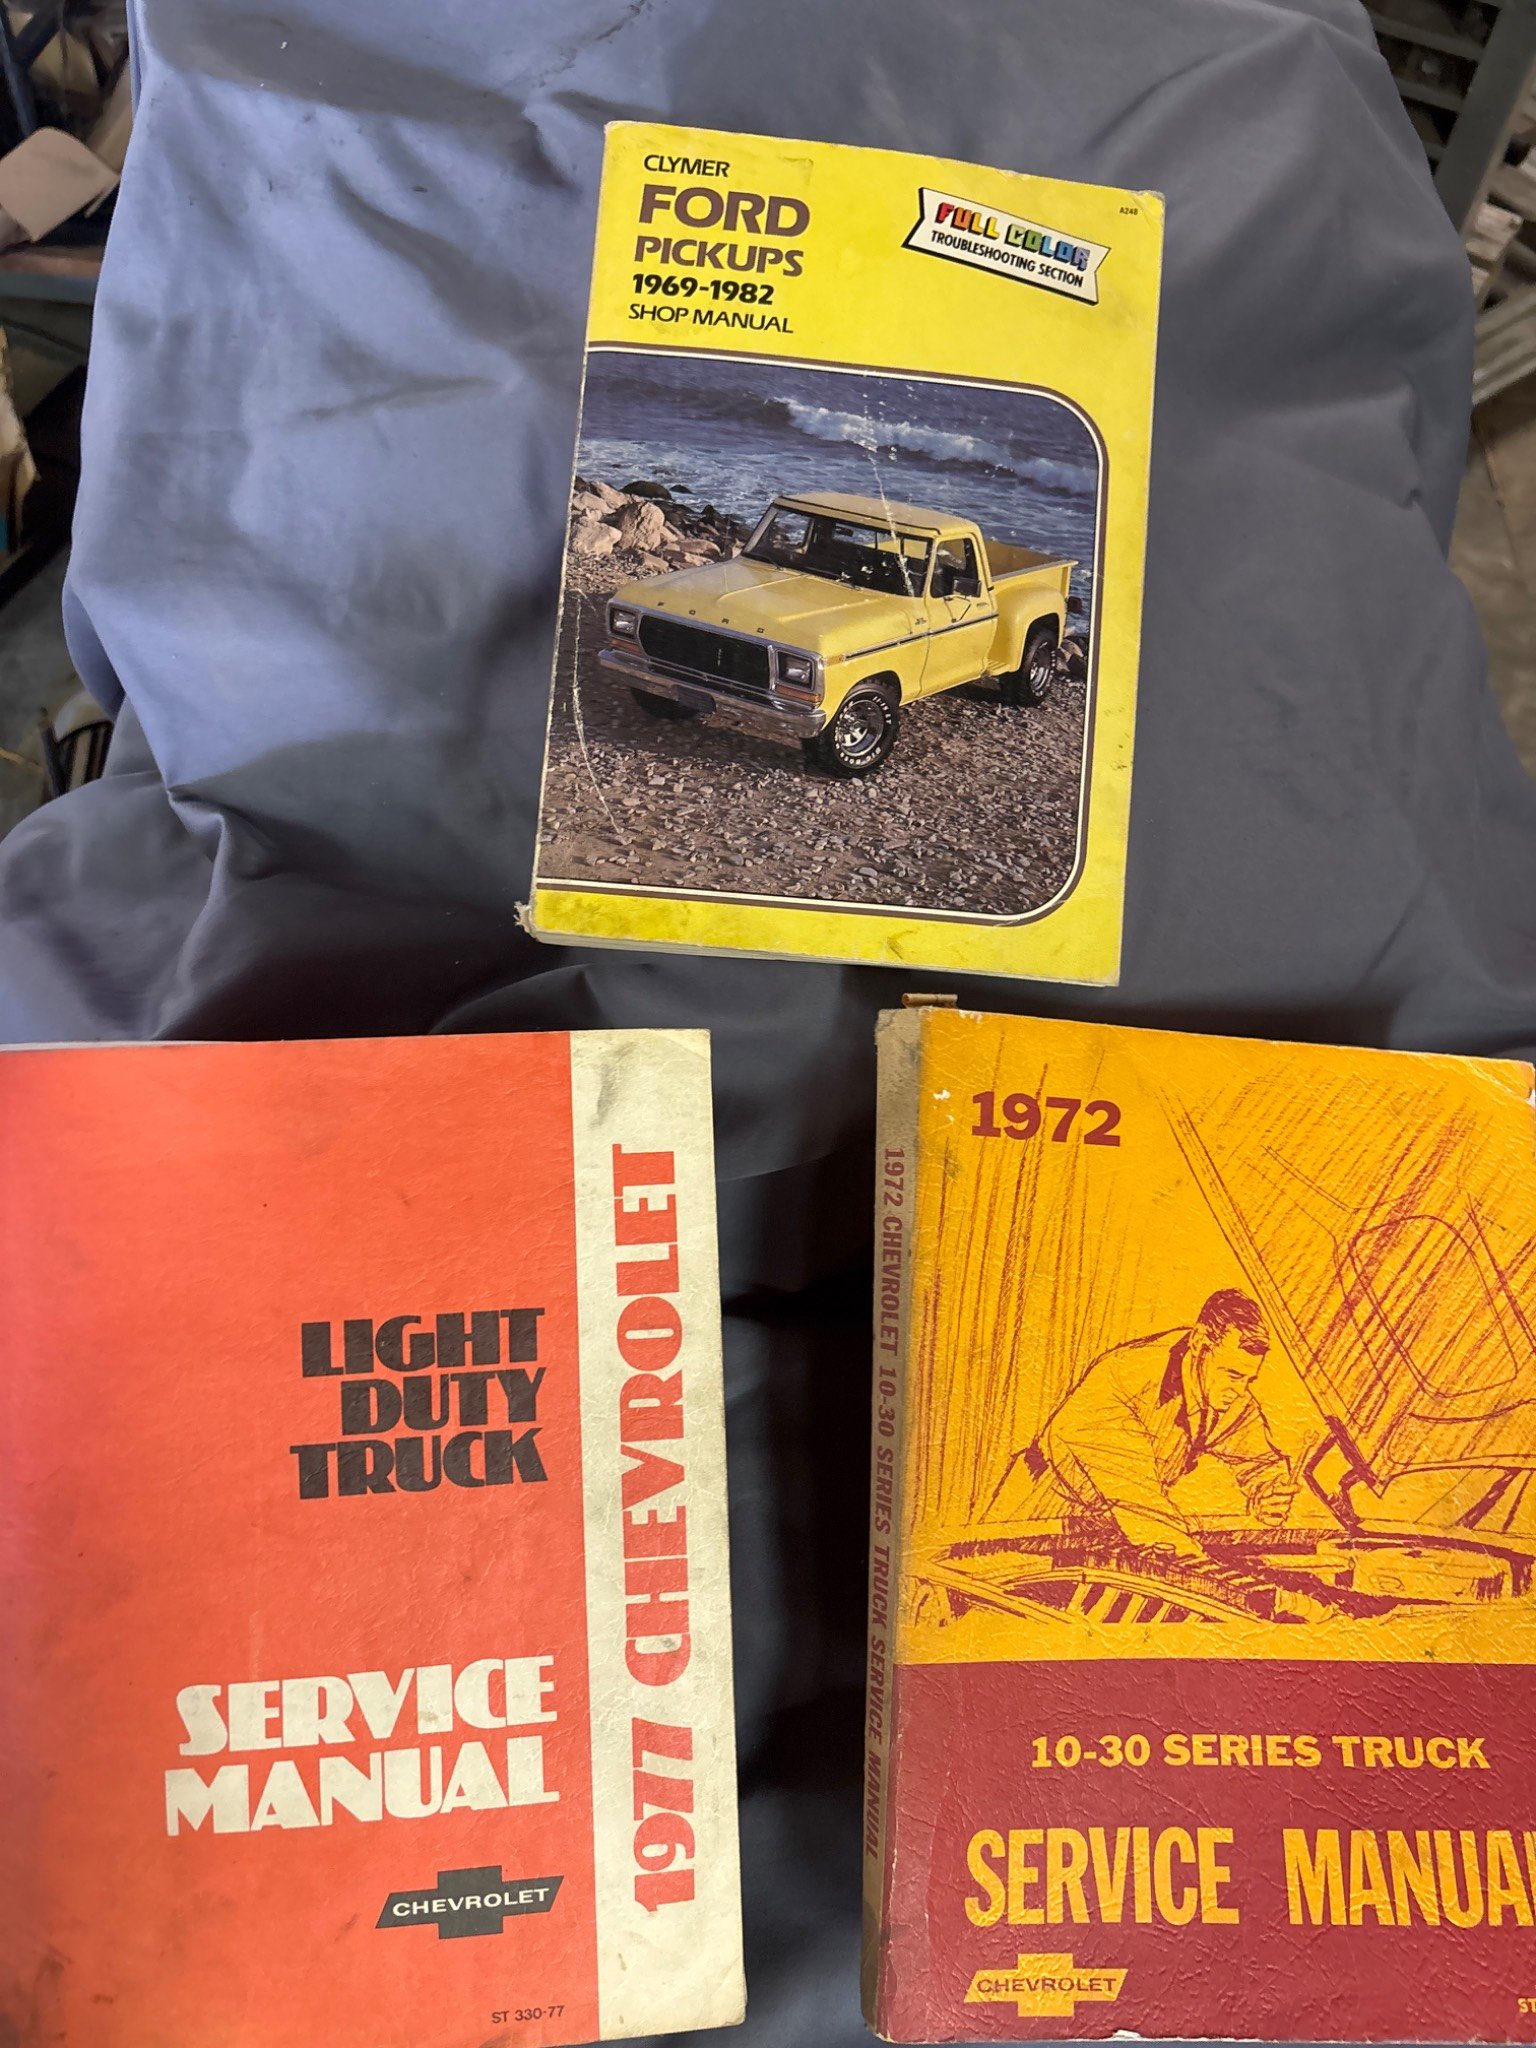 CLYMER
FORD
PICKUPS
1969-1982
SHOP MANUAL
FULL COLOR
TROUBLESHOOTING SECTION
A248
FORD
LIGHT
DUTY
TRUCK
SERVICE
MANUAL
CHEVROLET
ST 330-77
1977 CHEVROLET
1972 CHEVROLET 10-30 SERIES TRUCK SERVICE MANUAL
1972
10-30 SERIES TRUCK
SERVICE MANUA
CHEVROLET
ST